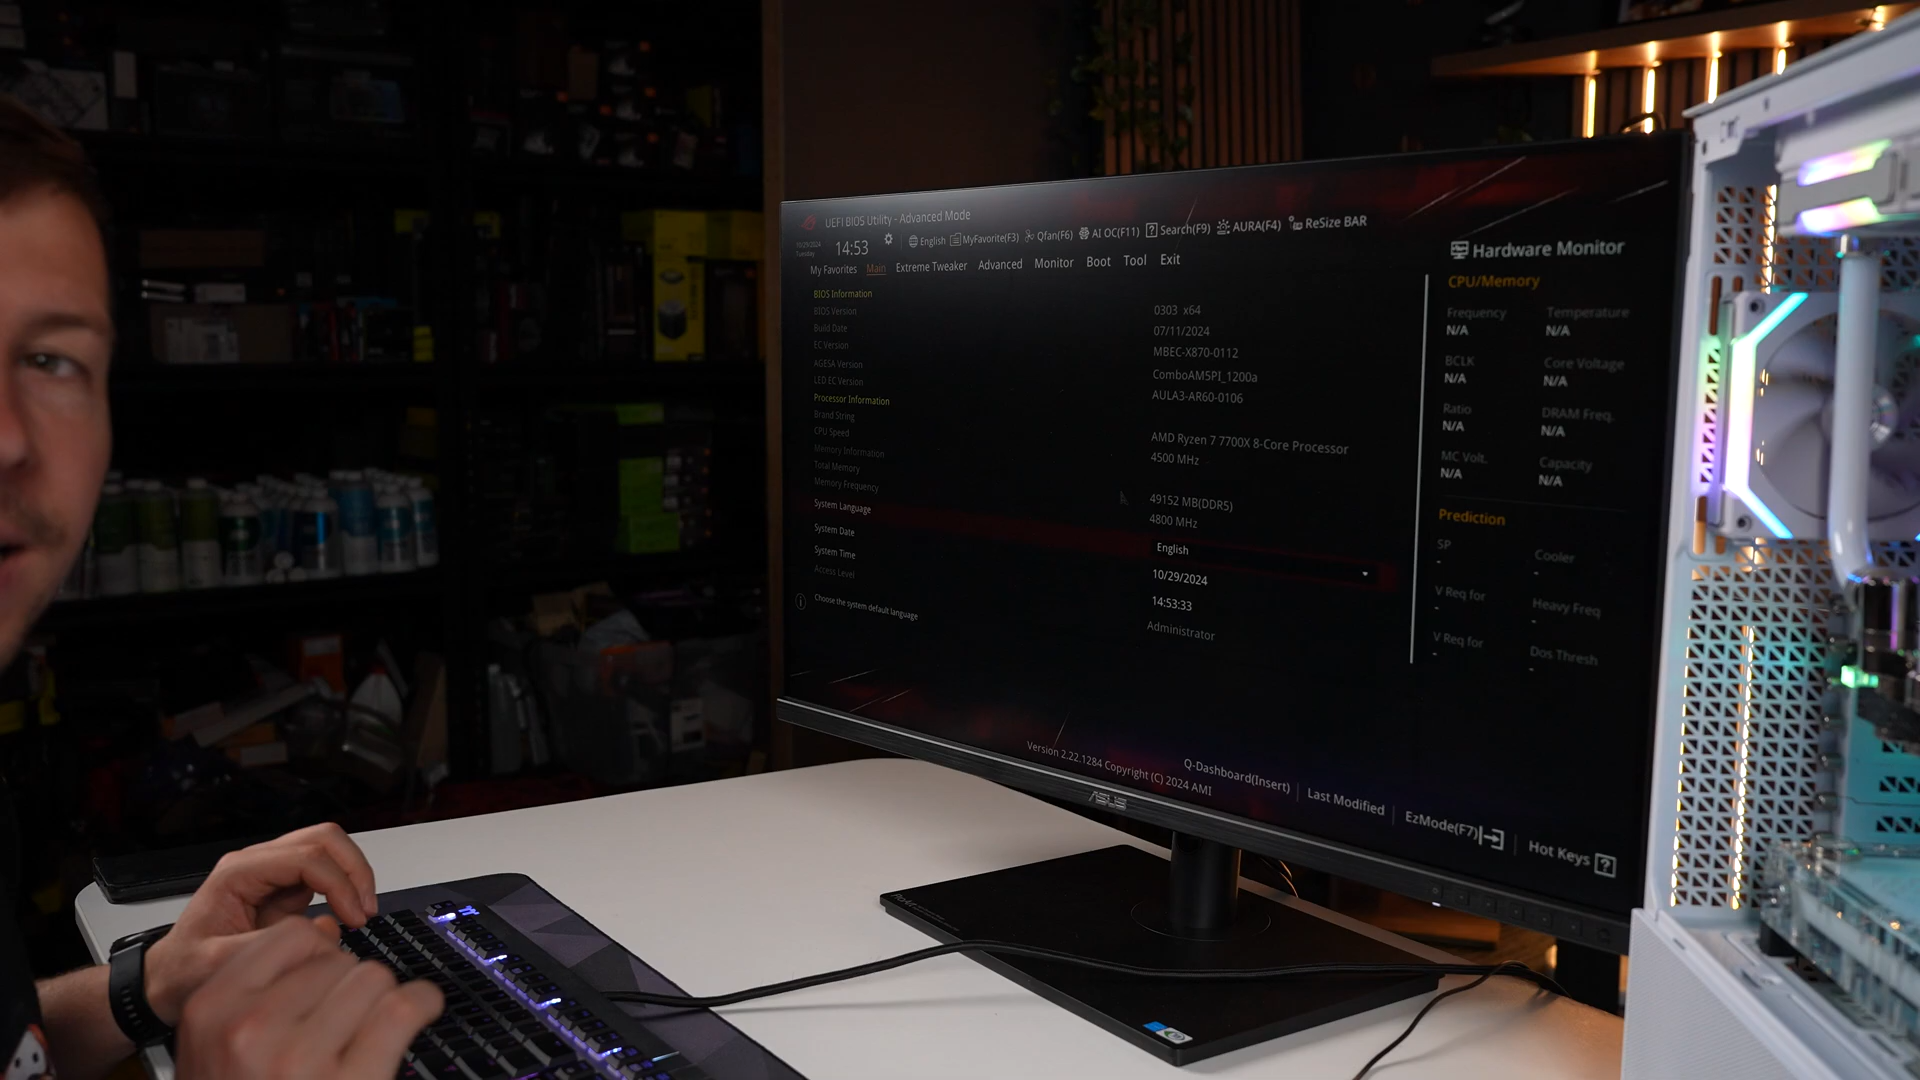 UEFI BIOS Utility - Advanced Mode
10/29/2024
Tuesday
14:53
English
MyFavorite(F3)
Qfan(F6)
AI OC(F11)
Search(F9)
AURA(F4)
ReSize BAR
My Favorites
Main
Extreme Tweaker
Advanced
Monitor
Boot
Tool
Exit
BIOS Information
BIOS Version
0303 x64
Build Date
07/11/2024
EC Version
MBEC-X870-0112
AGESA Version
ComboAM5PI_1200a
LED EC Version
AULA3-AR60-0106
Processor Information
Brand String
AMD Ryzen 7 7700X 8-Core Processor
CPU Speed
4500 MHz
Memory Information
Total Memory
49152 MB(DDR5)
Memory Frequency
4800 MHz
System Language
English
System Date
10/29/2024
System Time
14:53:33
Access Level
Administrator
Choose the system default language
Hardware Monitor
CPU/Memory
Frequency
Temperature
N/A
N/A
BCLK
Core Voltage
N/A
N/A
Ratio
DRAM Freq.
N/A
N/A
MC Volt.
Capacity
N/A
N/A
Prediction
SP
Cooler
-
-
V Req for
Heavy Freq
-
-
V Req for
Dos Thresh
-
-
Version 2.22.1284 Copyright (C) 2024 AMI
Q-Dashboard(Insert)
Last Modified
EzMode(F7)
Hot Keys
ASUS